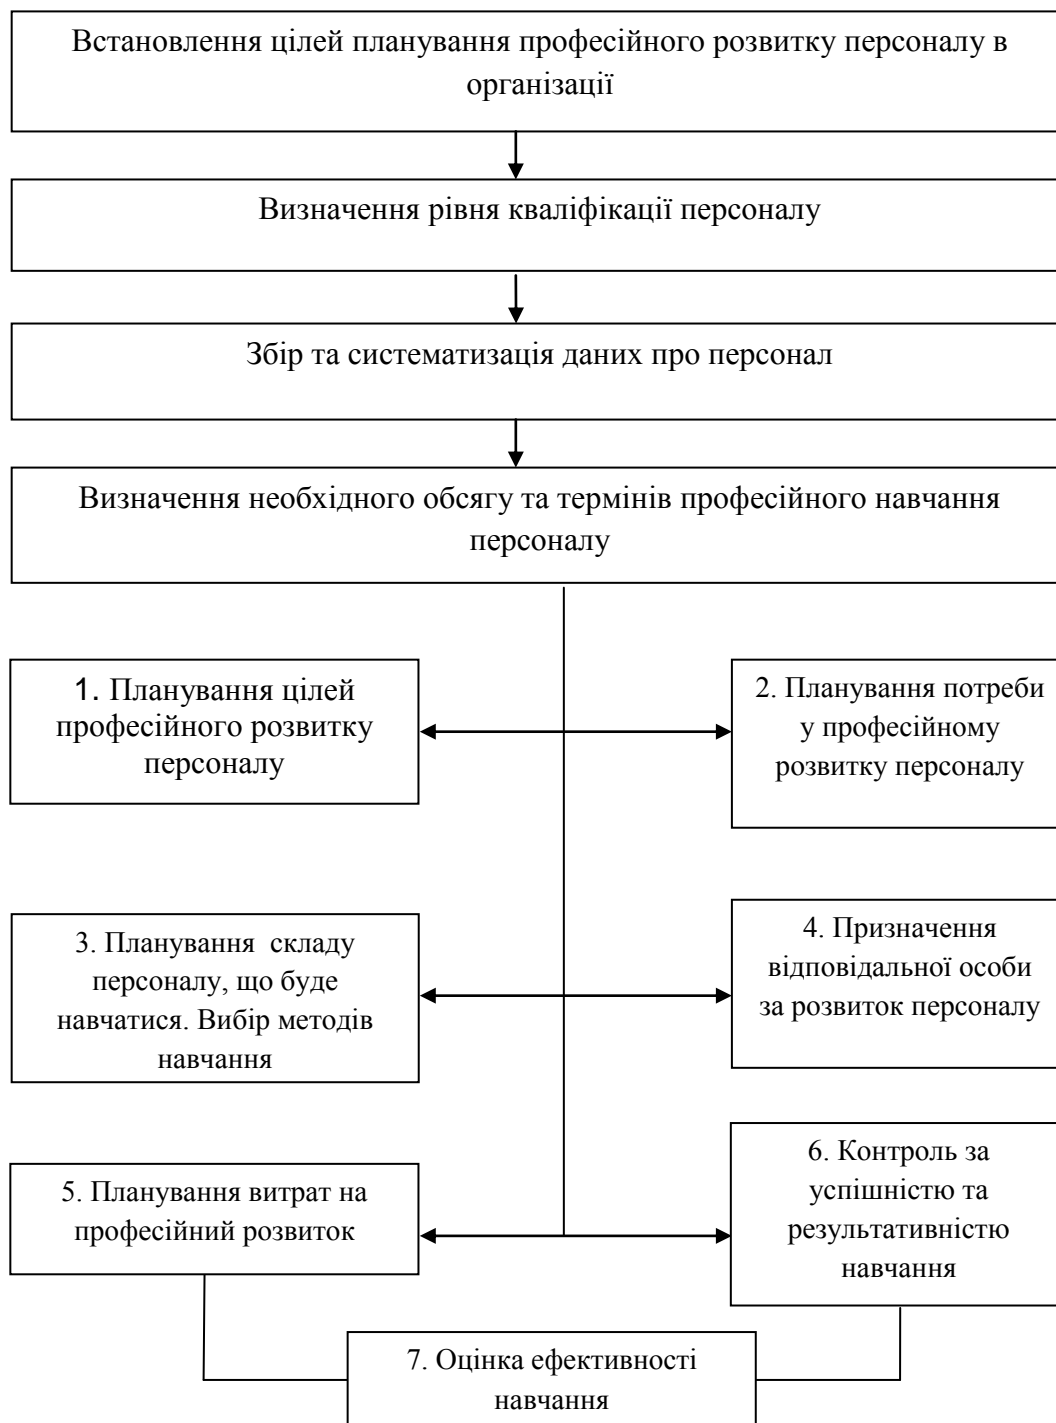 Встановлення цілей планування професійного розвитку персоналу в
організації
Визначення рівня кваліфікації персоналу
Збір та систематизація даних про персонал
Визначення необхідного обсягу та термінів професійного навчання
персоналу
1. Планування цілей
професійного розвитку
персоналу
2. Планування потреби
у професійному
розвитку персоналу
3. Планування складу
персоналу, що буде
навчатися. Вибір методів
навчання
4. Призначення
відповідальної особи
за розвиток персоналу
5. Планування витрат на
професійний розвиток
6. Контроль за
успішністю та
результативністю
навчання
7. Оцінка ефективності
навчання